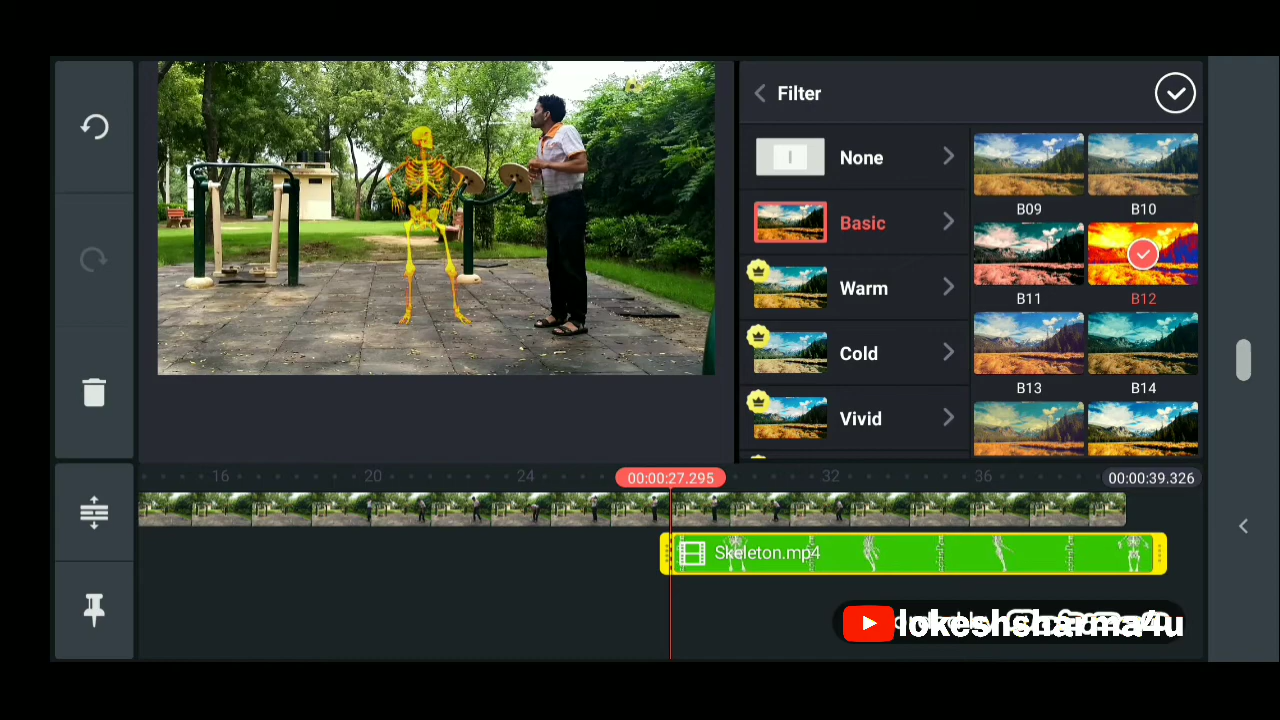 Filter
None
Basic
Warm
Cold
Vivid
B09
B10
B11
B12
B13
B14
16
20
24
00:00:27.295
32
36
00:00:39.326
Skeleton.mp4
lokeshsharma4u